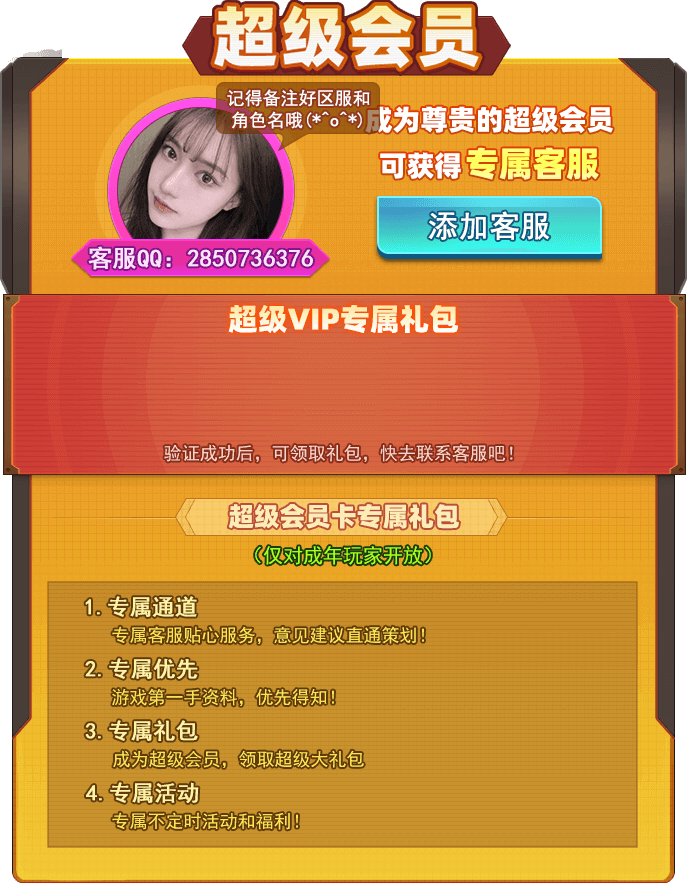 超级会员
记得备注好区服和
角色名哦(*^o^*)
成为尊贵的超级会员
可获得专属客服
添加客服
客服QQ：2850736376
超级VIP专属礼包
验证成功后，可领取礼包，快去联系客服吧！
超级会员卡专属礼包
（仅对成年玩家开放）
1.专属通道
专属客服贴心服务，意见建议直通策划！
2.专属优先
游戏第一手资料，优先得知！
3.专属礼包
成为超级会员，领取超级大礼包
4.专属活动
专属不定时活动和福利！